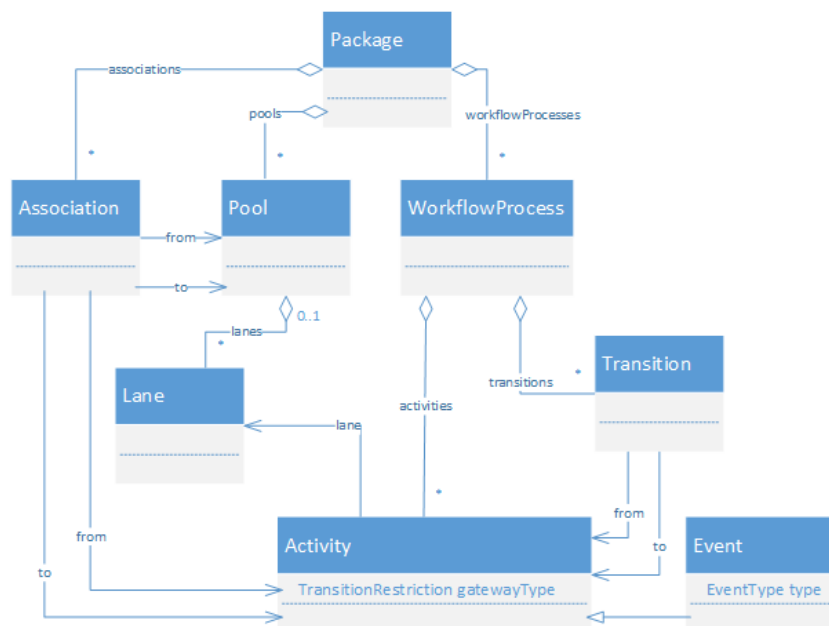 Package
associations
pools
workflowProcesses
*
*
*
Association
Pool
WorkflowProcess
from
to
0..1
lanes
*
Transition
*
transitions
Lane
activities
lane
*
from
from
to
Activity
Event
to
TransitionRestriction gatewayType
EventType type